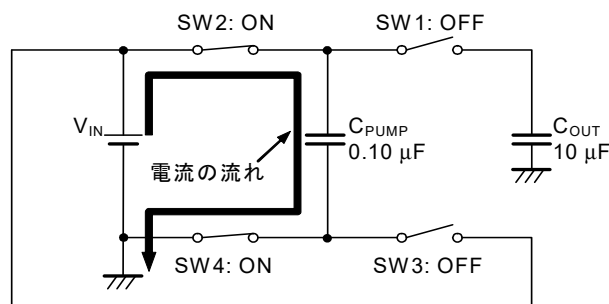 SW2: ON
SW1: OFF
VIN
CPUMP
0.10 μF
COUT
10 μF
電流の流れ
SW4: ON
SW3: OFF